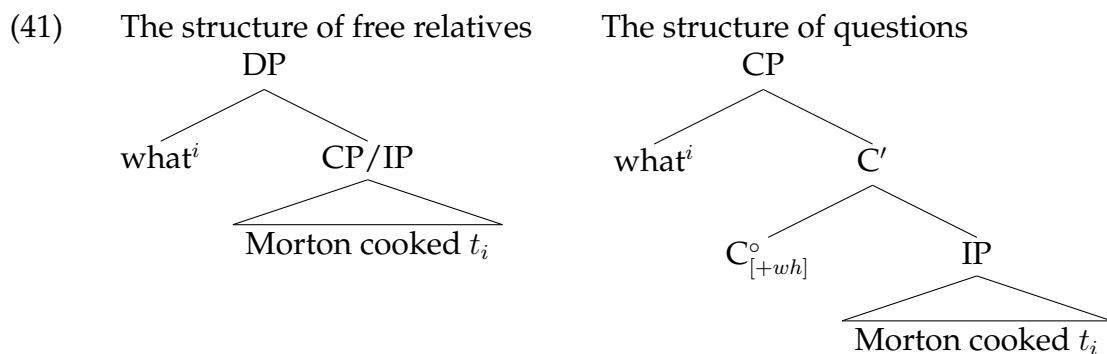 (41) The structure of free relatives The structure of questions
DP CP
whatⁱ CP/IP whatⁱ C′
Morton cooked tᵢ C°[+wh] IP
Morton cooked tᵢ